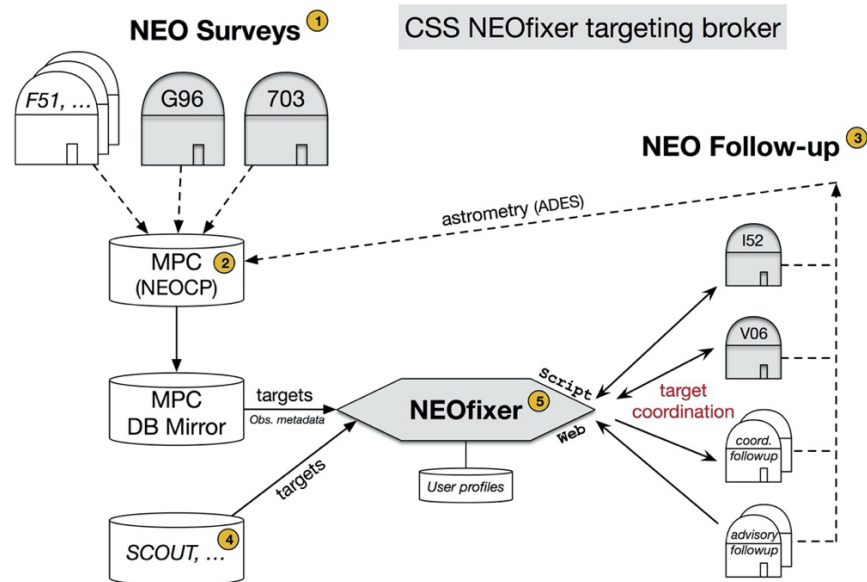 NEO Surveys 1
CSS NEOfixer targeting broker
F51, ...
G96
703
NEO Follow-up 3
astrometry (ADES)
I52
MPC 2
(NEOCP)
V06
Script
target
coordination
MPC
DB Mirror
targets
Obs. metadata
NEOfixer 5
Web
coord.
followup
User profiles
targets
SCOUT, ... 4
advisory
followup